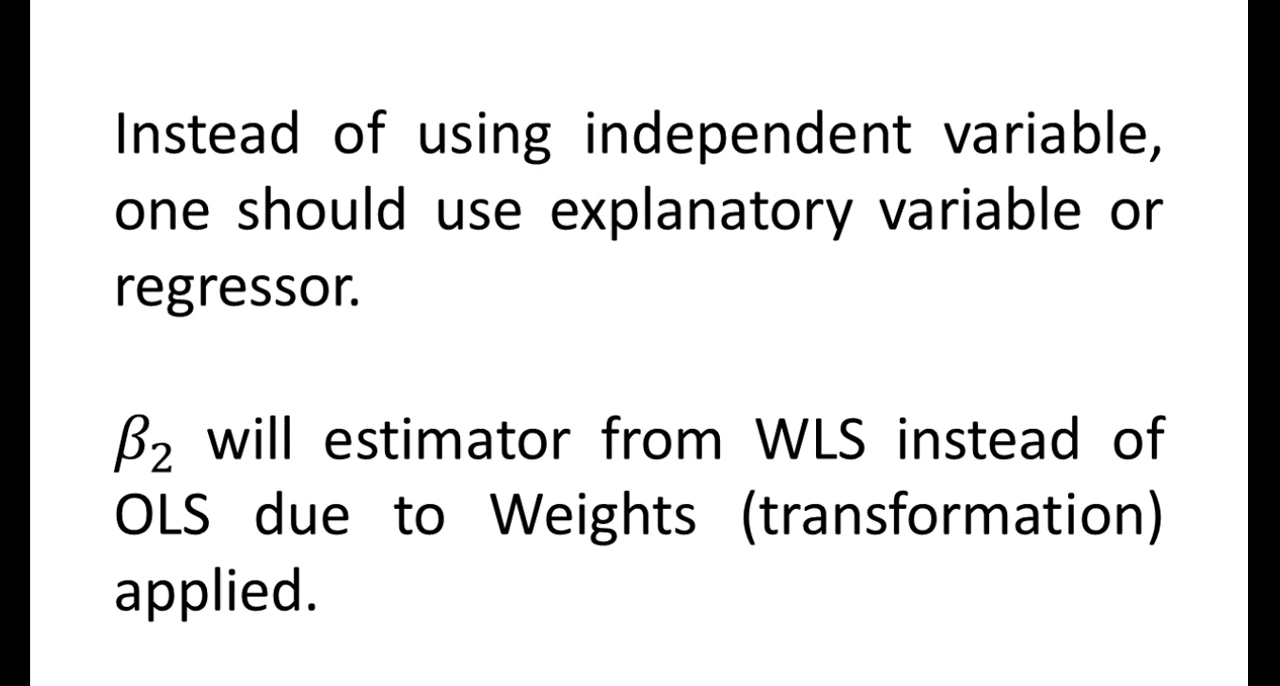 Instead of using independent variable,
one should use explanatory variable or
regressor.
β₂ will estimator from WLS instead of
OLS due to Weights (transformation)
applied.